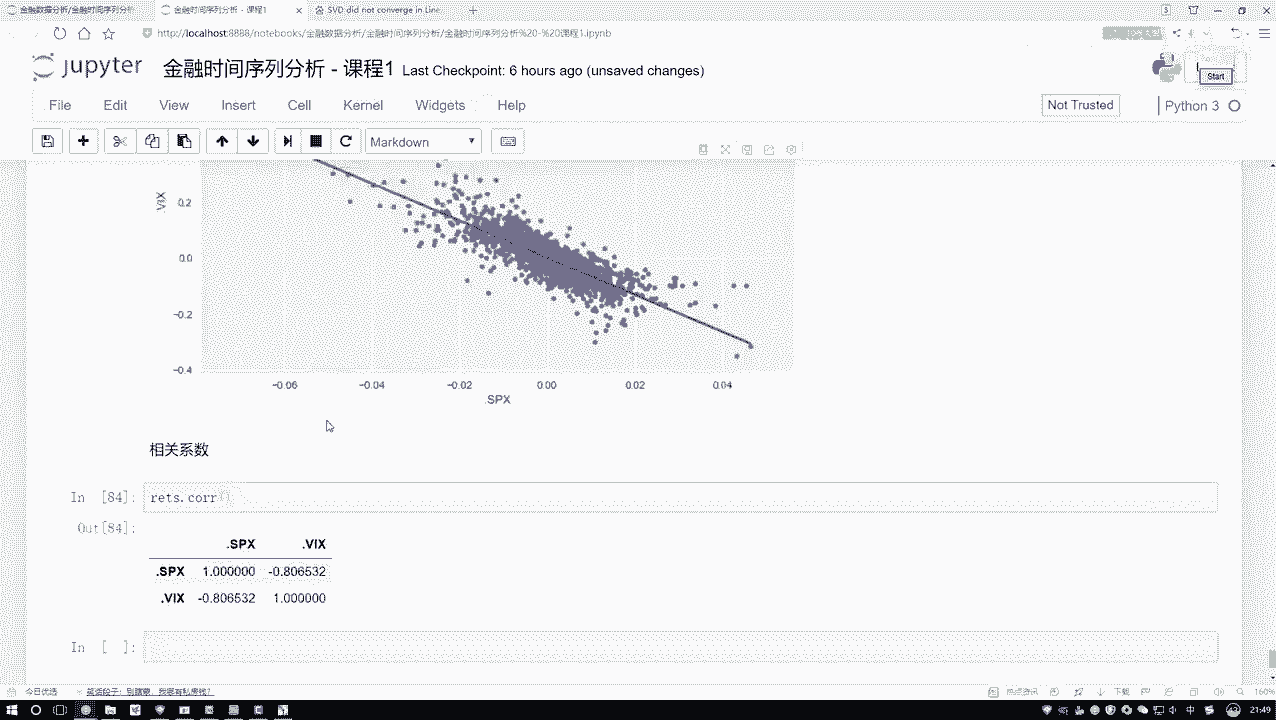 金融数据分析/金融时间序列分析
金融时间序列分析 - 课程1
SVD did not converge in Line
http://localhost:8888/notebooks/金融数据分析/金融时间序列分析/金融时间序列分析%20-%20课程1.ipynb
jupyter 金融时间序列分析 - 课程1 Last Checkpoint: 6 hours ago (unsaved changes)
Start
File Edit View Insert Cell Kernel Widgets Help
Not Trusted
Python 3
Markdown
.VIX
0.2
0.0
−0.2
−0.4
−0.06 −0.04 −0.02 0.00 0.02 0.04
.SPX
相关系数
In [84]: rets.corr()
Out[84]:
.SPX .VIX
.SPX 1.000000 -0.806532
.VIX -0.806532 1.000000
In [ ]:
今日优选
热点资讯
下载
160%
中
21:49